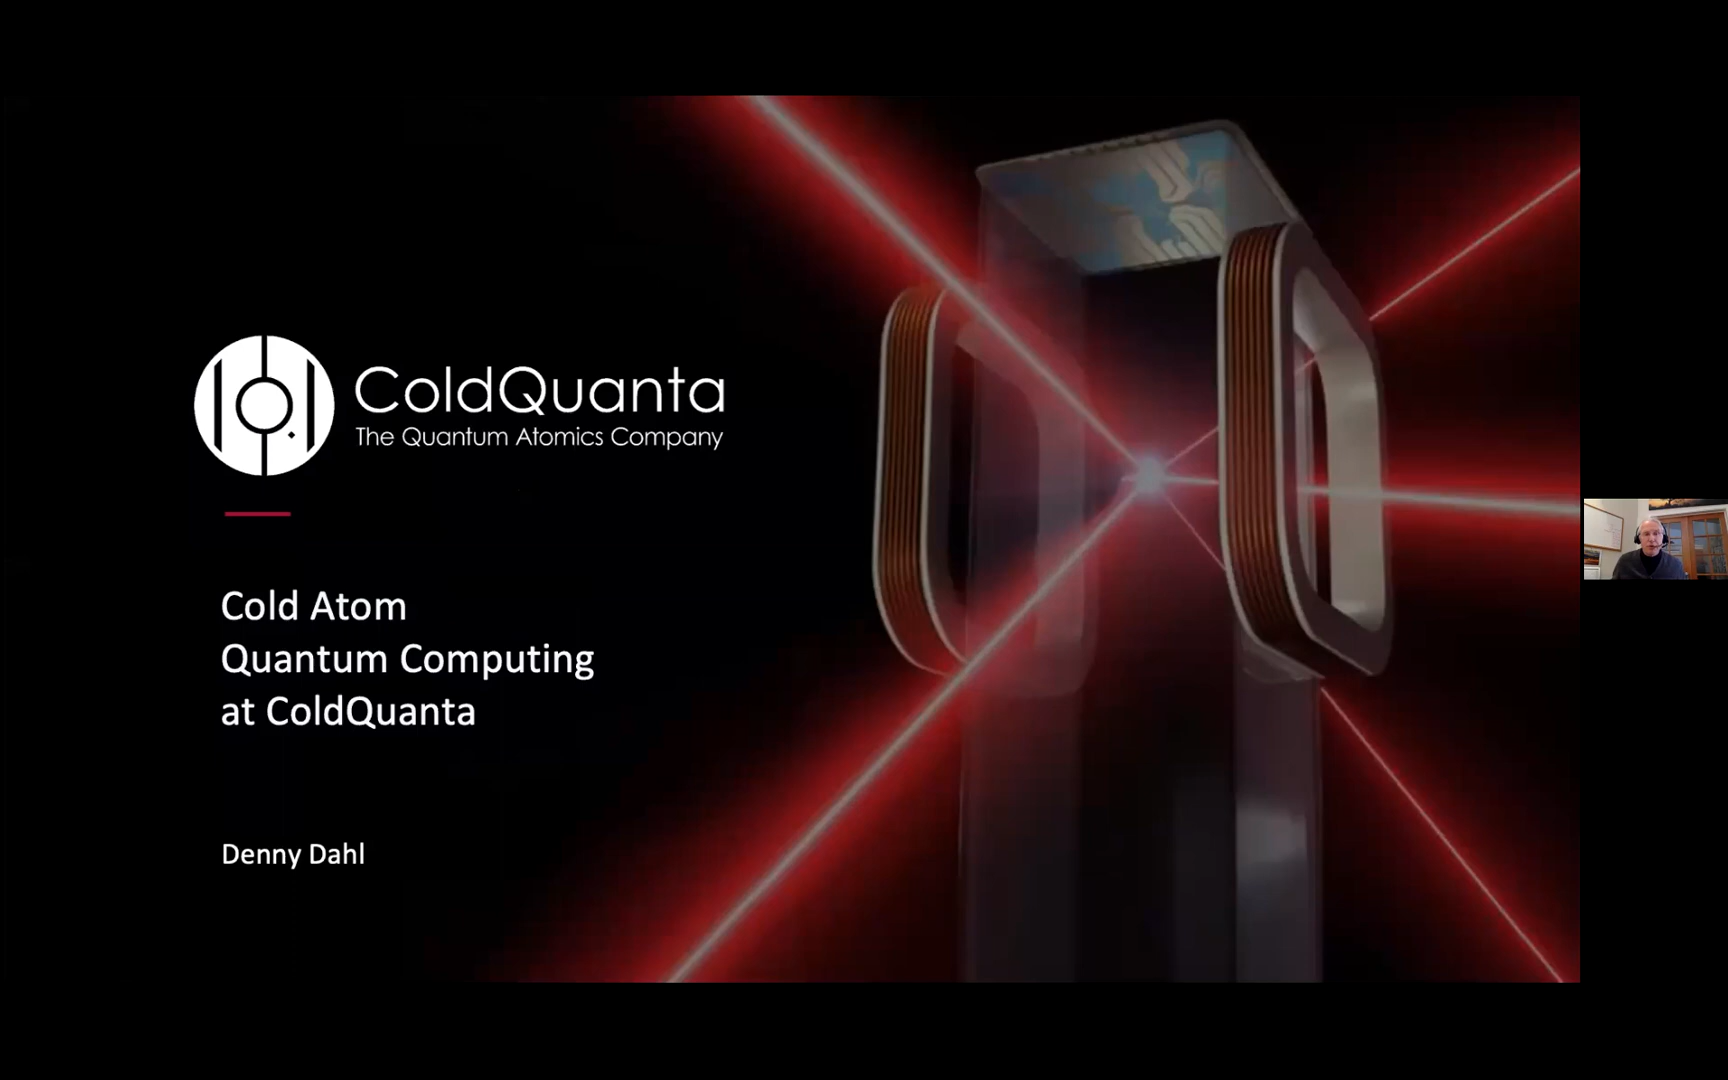 ColdQuanta
The Quantum Atomics Company
Cold Atom
Quantum Computing
at ColdQuanta
Denny Dahl